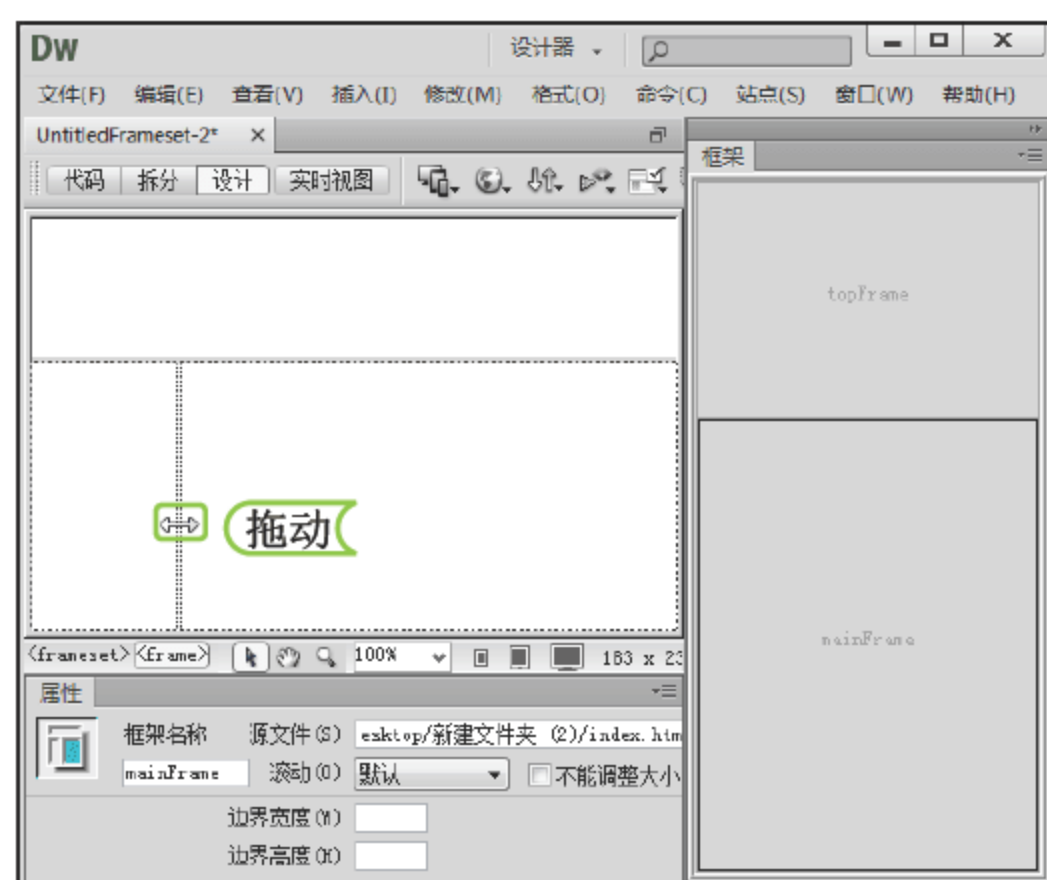 Dw 设计器
文件(F) 编辑(E) 查看(V) 插入(I) 修改(M) 格式(O) 命令(C) 站点(S) 窗口(W) 帮助(H)
UntitledFrameset-2* ×
框架
代码 拆分 设计 实时视图
topFrame
拖动
mainFrame
<frameset> <frame> 100% 183 x 23
属性
框架名称 源文件(S) esktop/新建文件夹 (2)/index.htm
mainFrame 滚动(O) 默认 不能调整大小
边界宽度(W)
边界高度(H)